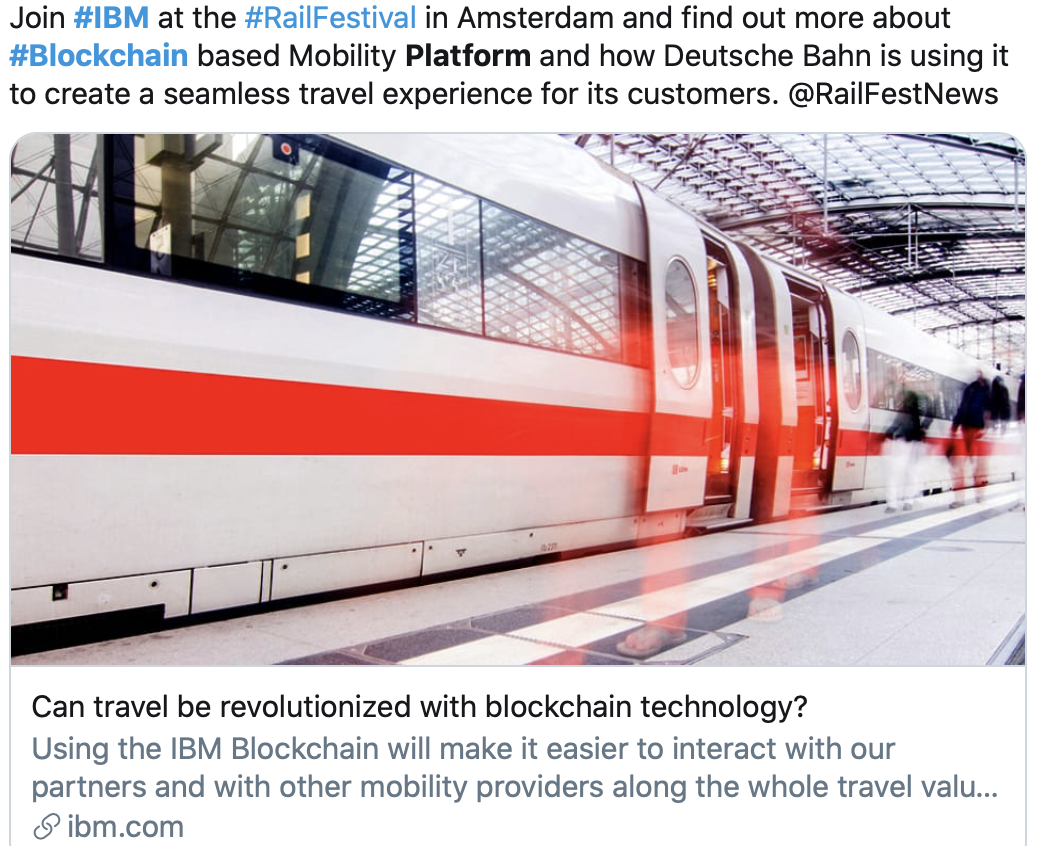 Join #IBM at the #RailFestival in Amsterdam and find out more about
#Blockchain based Mobility Platform and how Deutsche Bahn is using it
to create a seamless travel experience for its customers. @RailFestNews
Can travel be revolutionized with blockchain technology?
Using the IBM Blockchain will make it easier to interact with our
partners and with other mobility providers along the whole travel valu...
ibm.com